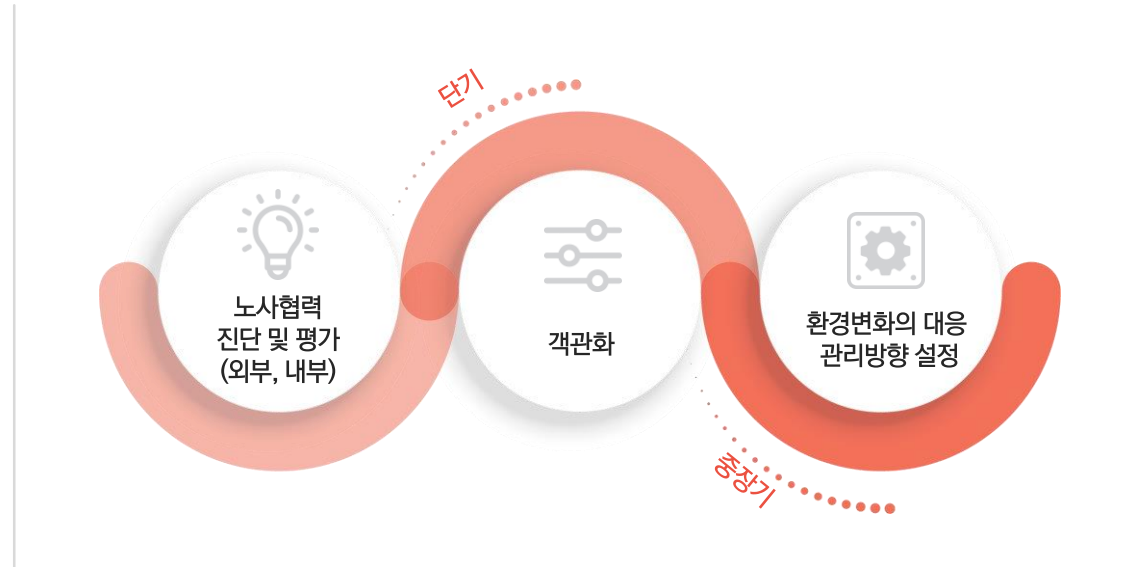 단기
노사협력
진단 및 평가
(외부, 내부)
객관화
환경변화의 대응
관리방향 설정
중장기